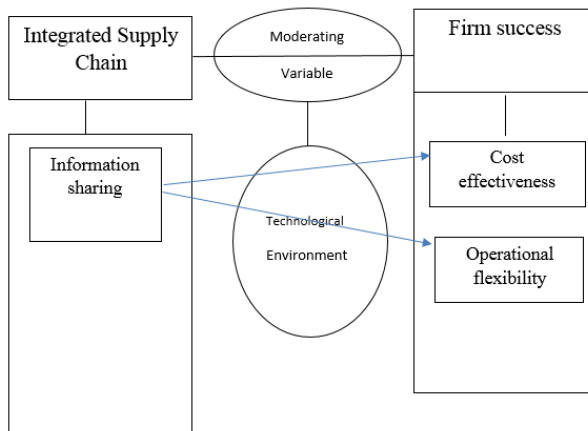 Integrated Supply
Chain
Moderating
Variable
Firm success
Information
sharing
Technological
Environment
Cost
effectiveness
Operational
flexibility